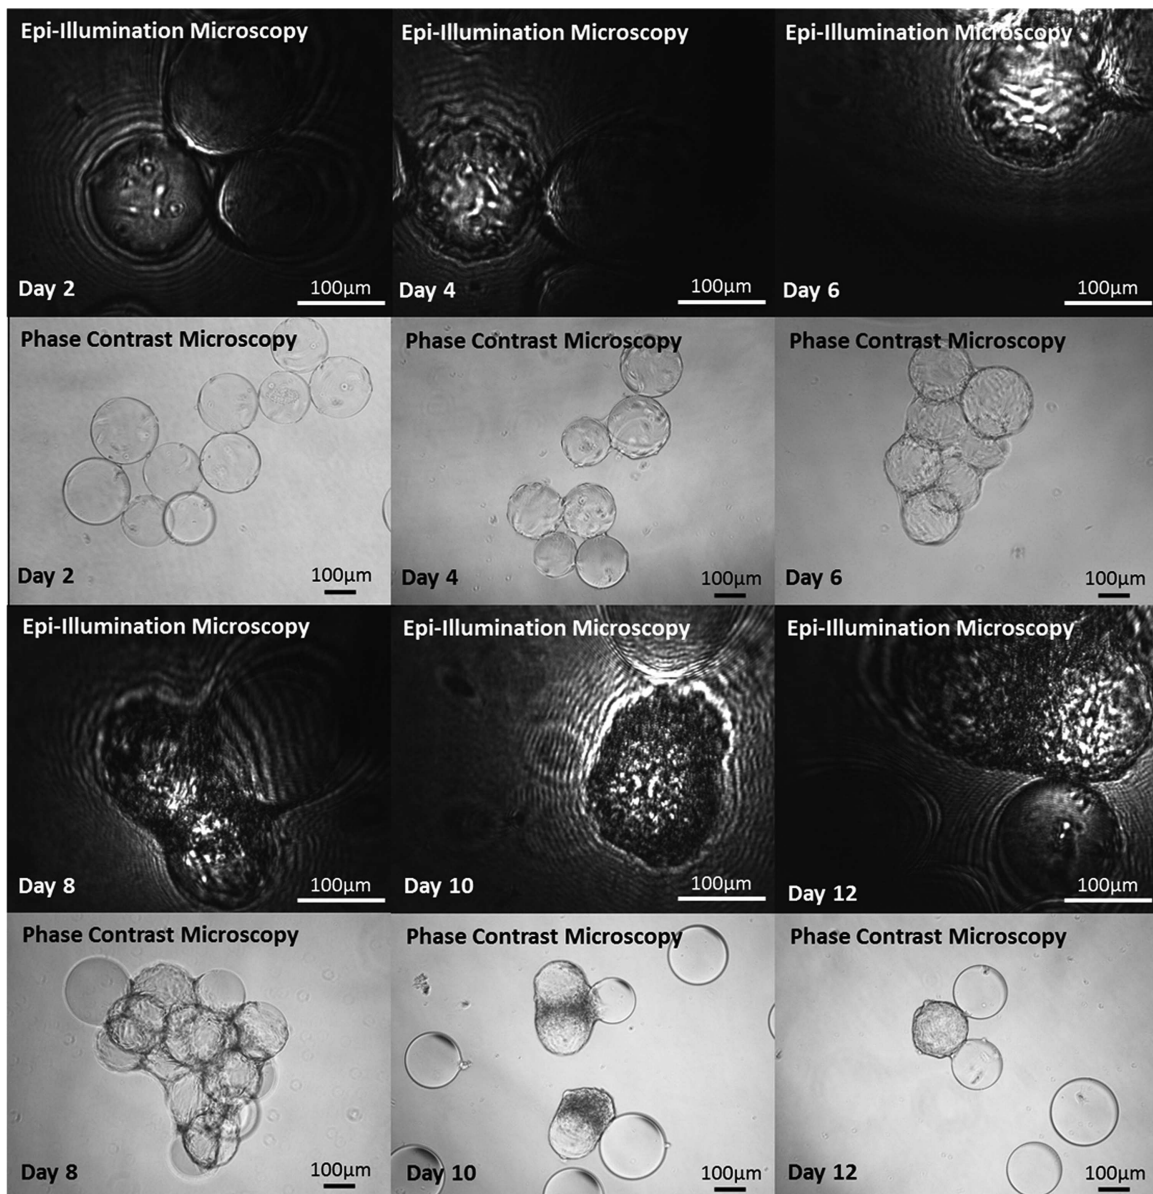 Epi-Illumination Microscopy
Epi-Illumination Microscopy
Epi-Illumination Microscopy
Day 2
100µm
Day 4
100µm
Day 6
100µm
Phase Contrast Microscopy
Phase Contrast Microscopy
Phase Contrast Microscopy
Day 2
100µm
Day 4
100µm
Day 6
100µm
Epi-Illumination Microscopy
Epi-Illumination Microscopy
Epi-Illumination Microscopy
Day 8
100µm
Day 10
100µm
Day 12
100µm
Phase Contrast Microscopy
Phase Contrast Microscopy
Phase Contrast Microscopy
Day 8
100µm
Day 10
100µm
Day 12
100µm